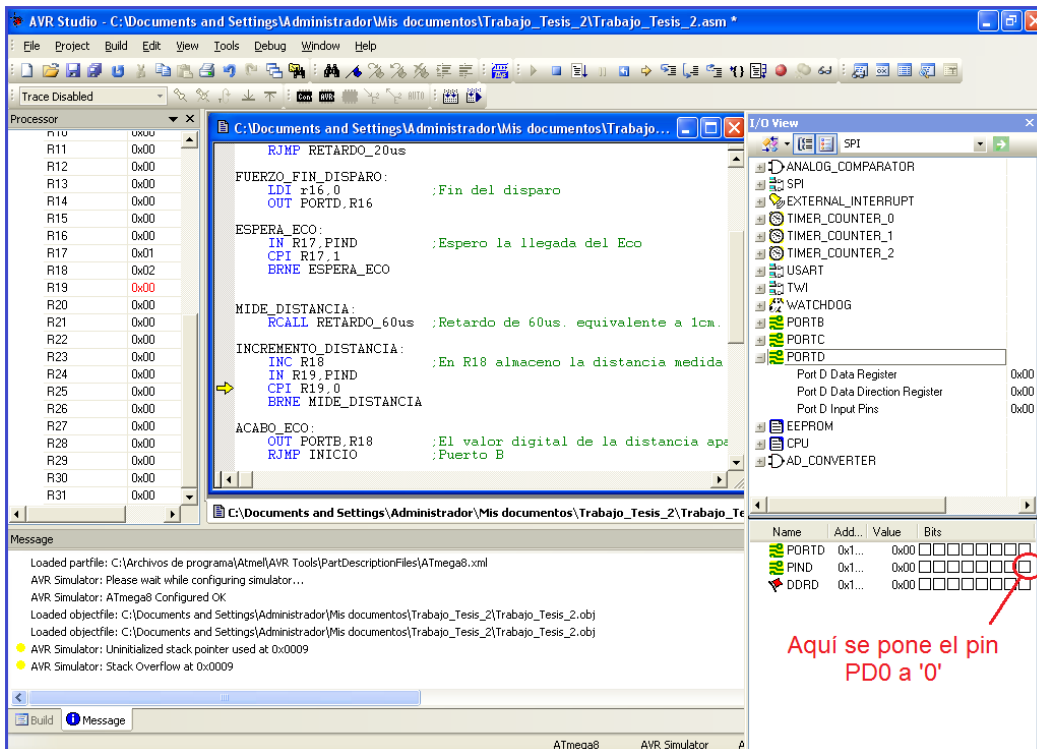 AVR Studio - C:\Documents and Settings\Administrador\Mis documentos\Trabajo_Tesis_2\Trabajo_Tesis_2.asm *
File Project Build Edit View Tools Debug Window Help
Trace Disabled
Con AVR AUTO
Processor
R10 0x00
R11 0x00
R12 0x00
R13 0x00
R14 0x00
R15 0x00
R16 0x00
R17 0x01
R18 0x02
R19 0x00
R20 0x00
R21 0x00
R22 0x00
R23 0x00
R24 0x00
R25 0x00
R26 0x00
R27 0x00
R28 0x00
R29 0x00
R30 0x00
R31 0x00
C:\Documents and Settings\Administrador\Mis documentos\Trabajo...
RJMP RETARDO_20us
FUERZO_FIN_DISPARO:
LDI r16,0 ;Fin del disparo
OUT PORTD,R16
ESPERA_ECO:
IN R17,PIND ;Espero la llegada del Eco
CPI R17,1
BRNE ESPERA_ECO
MIDE_DISTANCIA:
RCALL RETARDO_60us ;Retardo de 60us. equivalente a 1cm.
INCREMENTO_DISTANCIA:
INC R18 ;En R18 almaceno la distancia medida
IN R19,PIND
CPI R19,0
BRNE MIDE_DISTANCIA
ACABO_ECO:
OUT PORTB,R18 ;El valor digital de la distancia apa
RJMP INICIO ;Puerto B
C:\Documents and Settings\Administrador\Mis documentos\Trabajo_Tesis_2\Trabajo_Te
I/O View
SPI
ANALOG_COMPARATOR
SPI
EXTERNAL_INTERRUPT
TIMER_COUNTER_0
TIMER_COUNTER_1
TIMER_COUNTER_2
USART
TWI
WATCHDOG
PORTB
PORTC
PORTD
Port D Data Register 0x00
Port D Data Direction Register 0x00
Port D Input Pins 0x00
EEPROM
CPU
AD_CONVERTER
Name Add... Value Bits
PORTD 0x1... 0x00
PIND 0x1... 0x00
DDRD 0x1... 0x00
Aquí se pone el pin
PD0 a '0'
Message
Loaded partfile: C:\Archivos de programa\Atmel\AVR Tools\PartDescriptionFiles\ATmega8.xml
AVR Simulator: Please wait while configuring simulator...
AVR Simulator: ATmega8 Configured OK
Loaded objectfile: C:\Documents and Settings\Administrador\Mis documentos\Trabajo_Tesis_2\Trabajo_Tesis_2.obj
Loaded objectfile: C:\Documents and Settings\Administrador\Mis documentos\Trabajo_Tesis_2\Trabajo_Tesis_2.obj
AVR Simulator: Uninitialized stack pointer used at 0x0009
AVR Simulator: Stack Overflow at 0x0009
Build Message
ATmega8 AVR Simulator A